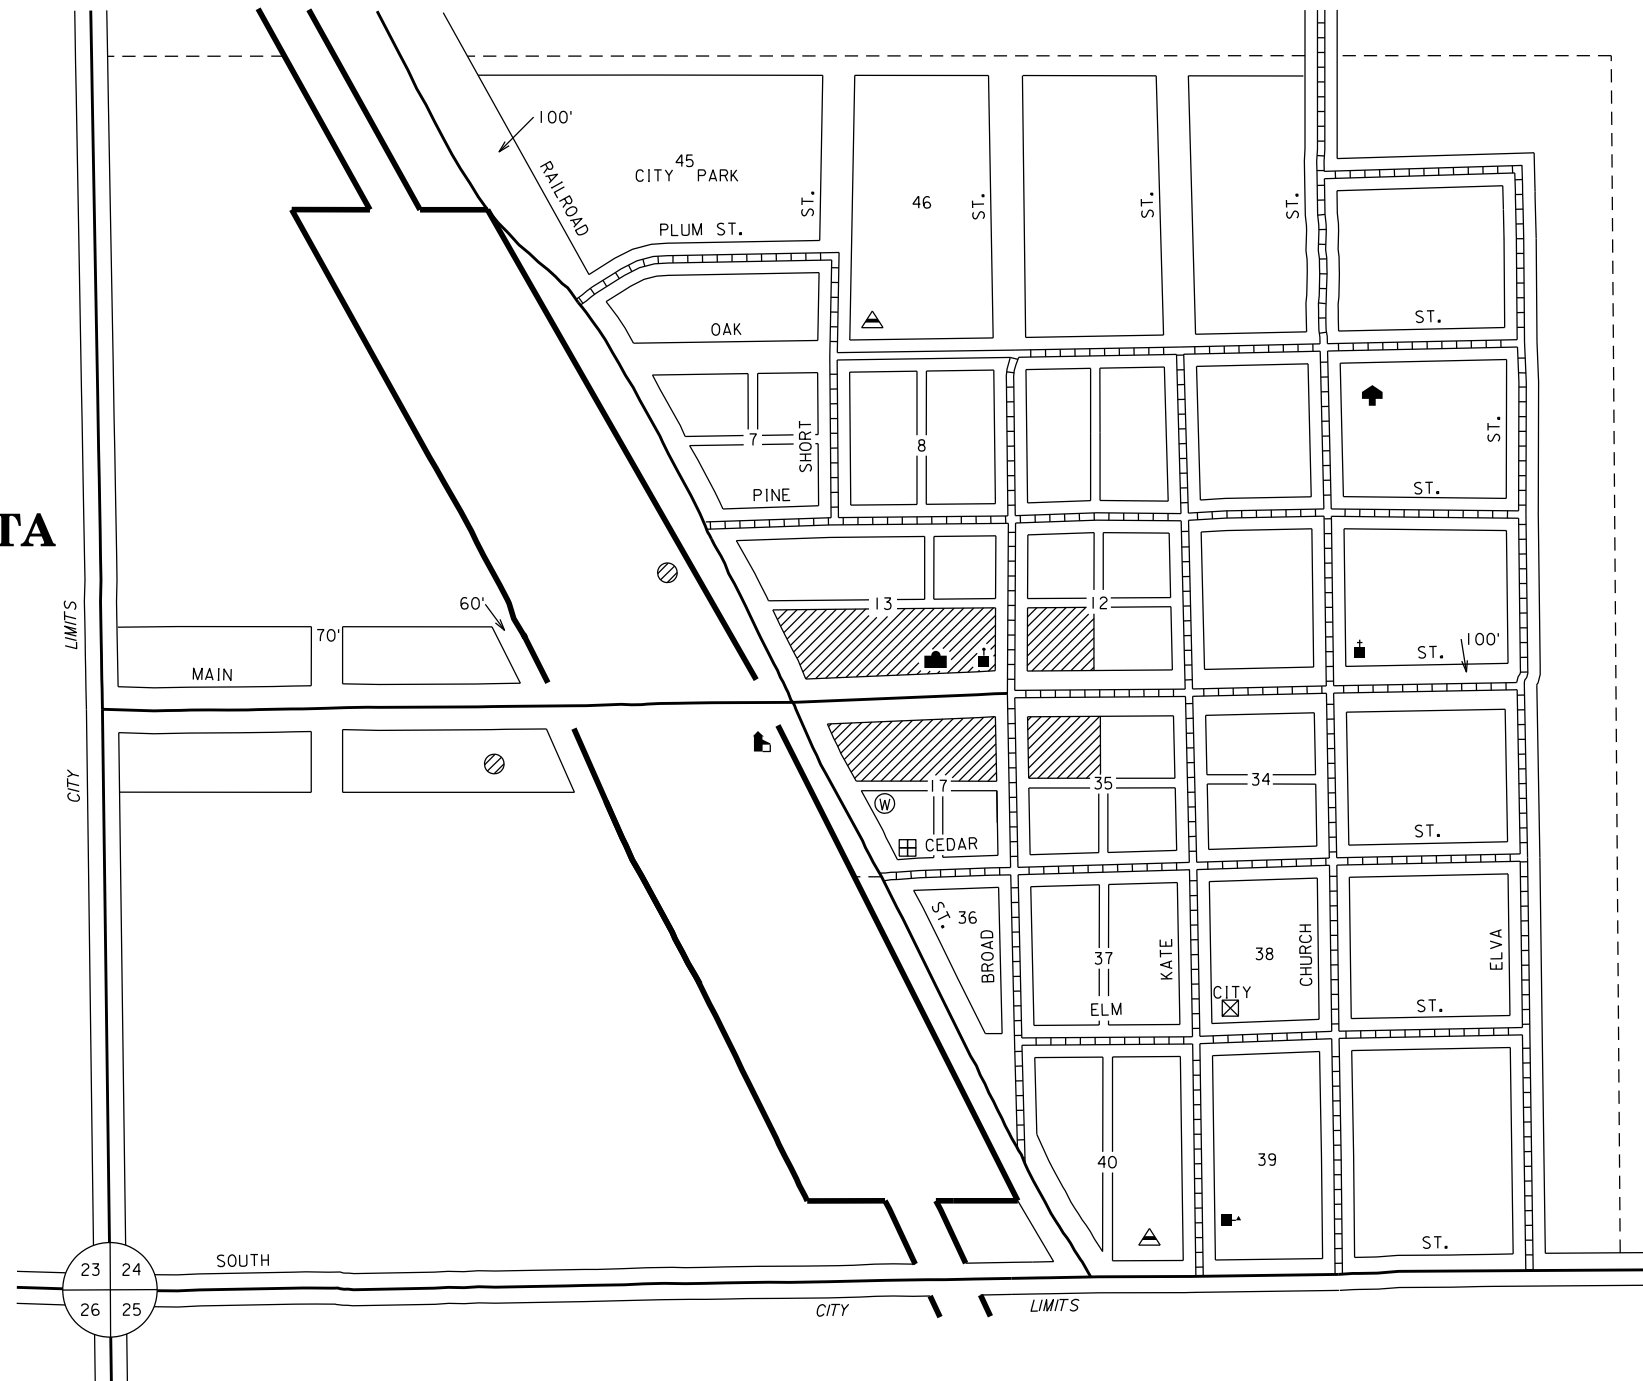 100'
45
CITY PARK
RAILROAD
ST.
46
ST.
ST.
ST.
PLUM ST.
OAK
ST.
7
SHORT
8
ST.
PINE
ST.
TA
LIMITS
60'
70'
13
12
100'
ST.
MAIN
CITY
17
35
34
W
CEDAR
ST.
ST.
36
BROAD
37
KATE
38
CHURCH
ELVA
CITY
ELM
ST.
40
39
ST.
SOUTH
23 24
26 25
CITY LIMITS